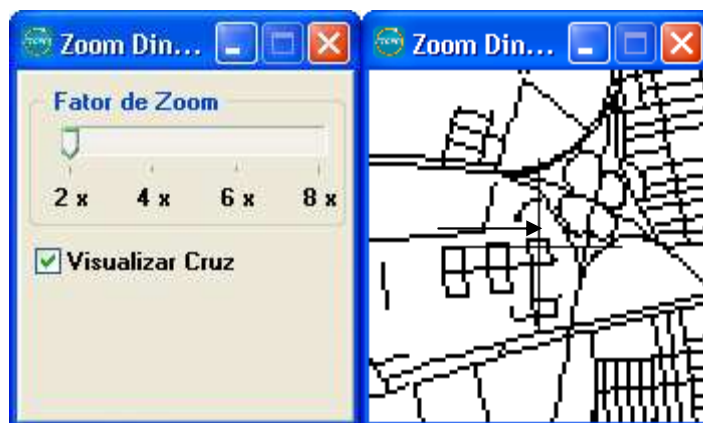 Zoom Din...
Fator de Zoom
2 x 4 x 6 x 8 x
Visualizar Cruz
Zoom Din...